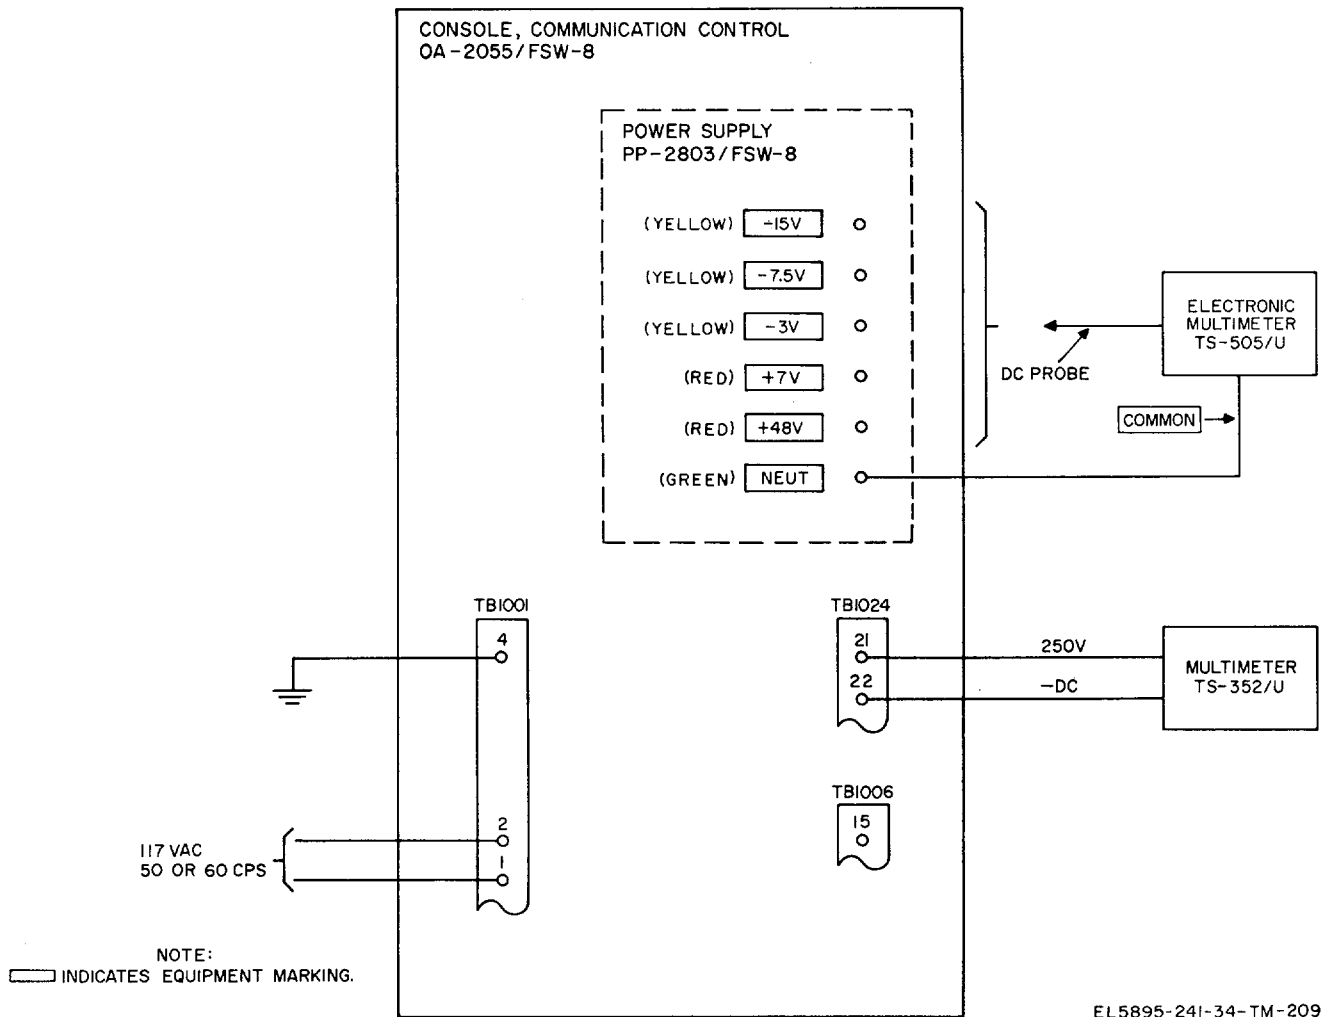 CONSOLE, COMMUNICATION CONTROL
OA-2055/FSW-8
POWER SUPPLY
PP-2803/FSW-8
(YELLOW) -15V
(YELLOW) -7.5V
(YELLOW) -3V
(RED) +7V
(RED) +48V
(GREEN) NEUT
ELECTRONIC
MULTIMETER
TS-505/U
DC PROBE
COMMON
TB1001
4
2
1
TB1024
21
22
250V
-DC
MULTIMETER
TS-352/U
TB1006
15
117 VAC
50 OR 60 CPS
NOTE:
INDICATES EQUIPMENT MARKING.
EL5895-241-34-TM-209